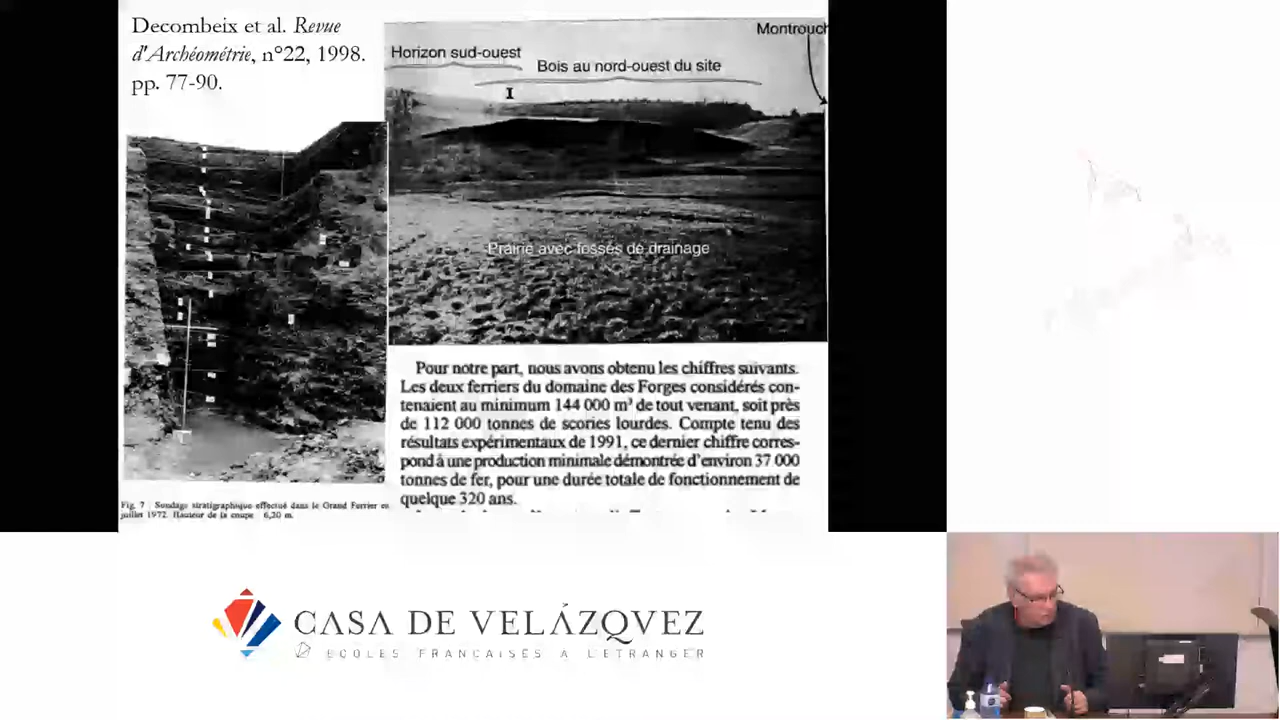 Decombeix et al. Revue
d'Archéométrie, n°22, 1998.
pp. 77-90.
Montrouch
Horizon sud-ouest
Bois au nord-ouest du site
Prairie avec fossés de drainage
Pour notre part, nous avons obtenu les chiffres suivants.
Les deux ferriers du domaine des Forges considérés con-
tenaient au minimum 144 000 m³ de tout venant, soit près
de 112 000 tonnes de scories lourdes. Compte tenu des
résultats expérimentaux de 1991, ce dernier chiffre corres-
pond à une production minimale démontrée d'environ 37 000
tonnes de fer, pour une durée totale de fonctionnement de
quelque 320 ans.
Fig. 7 : Sondage stratigraphique effectué dans le Grand Ferrier en
juillet 1972. Hauteur de la coupe : 6,20 m.
CASA DE VELÁZQVEZ
ÉCOLES FRANÇAISES À L'ÉTRANGER